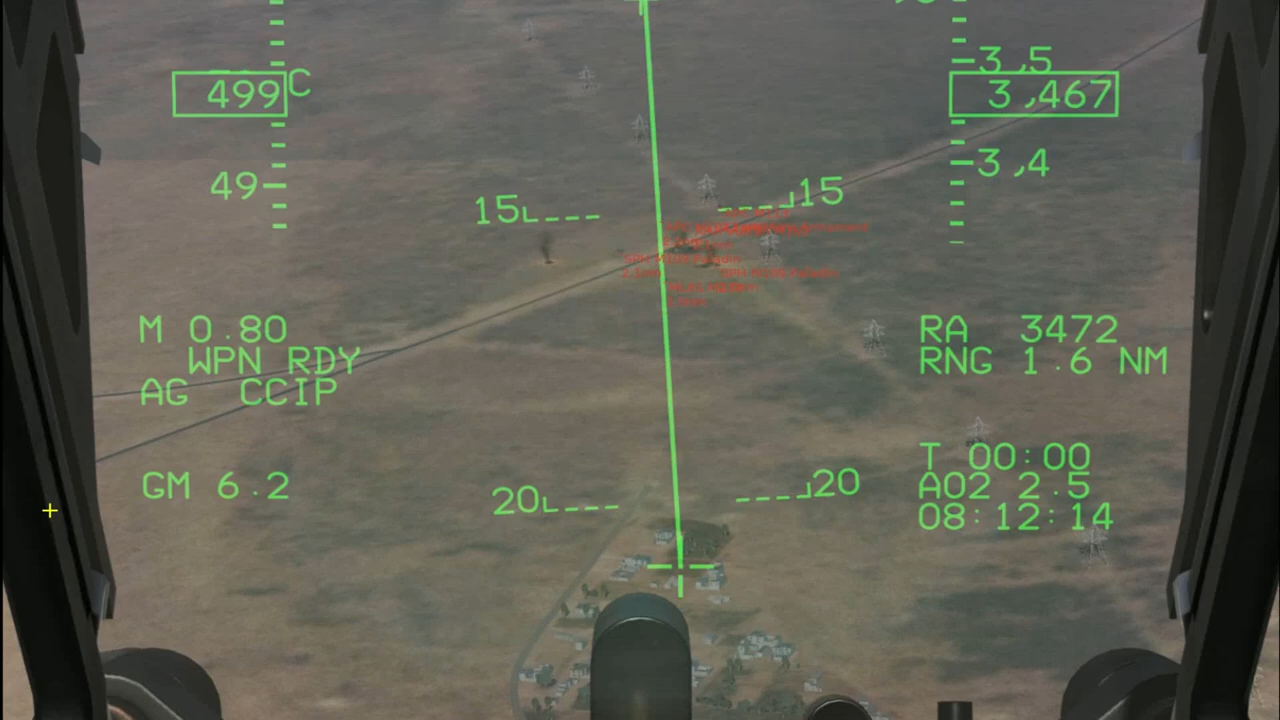 3,5
499 C
3,467
49
3,4
15 15
M 0.80
WPN RDY
AG CCIP
RA 3472
RNG 1.6 NM
GM 6.2
T 00:00
A02 2.5
08:12:14
20 20